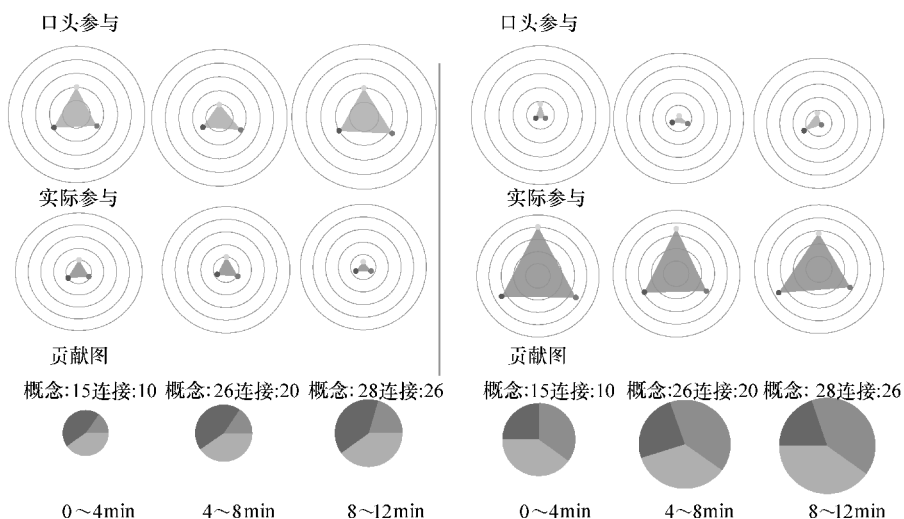 口头参与
口头参与
实际参与
实际参与
贡献图
贡献图
概念:15连接:10 概念:26连接:20 概念:28连接:26
概念:15连接:10 概念:26连接:20 概念: 28连接:26
0～4min 4～8min 8～12min
0～4min 4～8min 8～12min